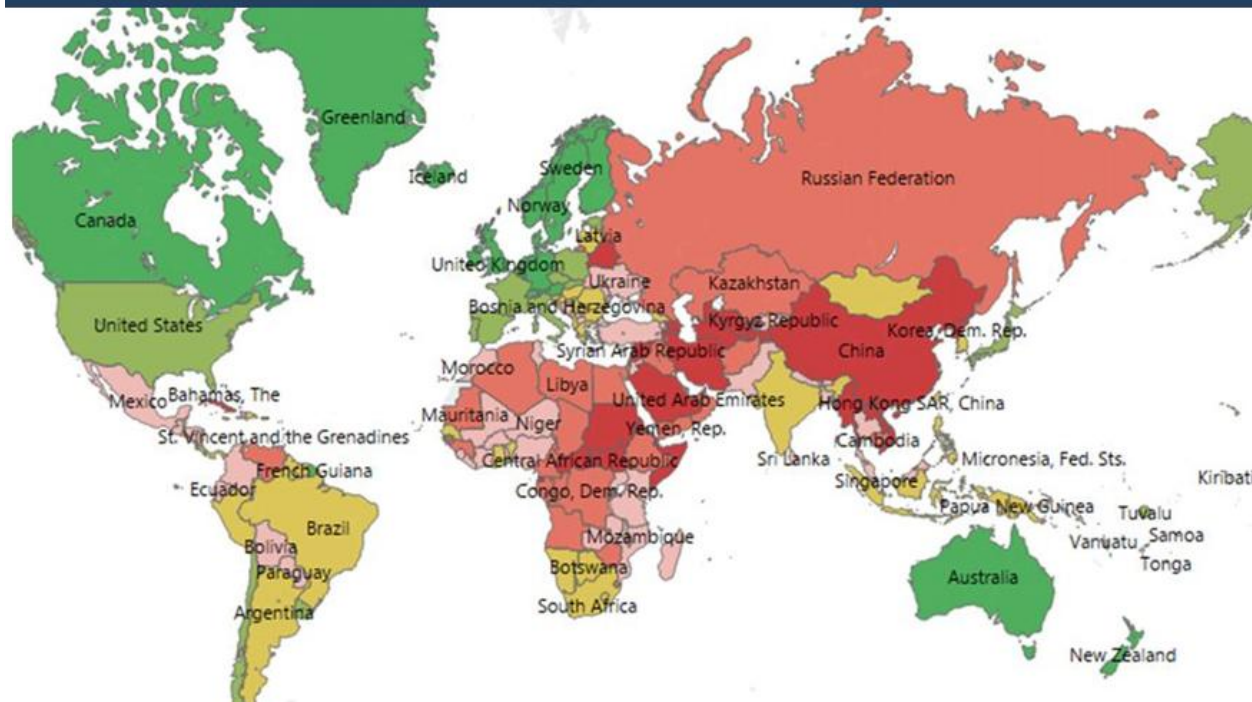 Greenland
Iceland
Sweden
Canada
Norway
Russian Federation
Latvia
United Kingdom
Ukraine
Kazakhstan
Bosnia and Herzegovina
United States
Kyrgyz Republic
Korea, Dem. Rep.
Syrian Arab Republic
China
Morocco
Libya
Mexico
Bahamas, The
United Arab Emirates
Hong Kong SAR, China
Mauritania
Niger
Yemen, Rep.
St. Vincent and the Grenadines
Cambodia
Central African Republic
Sri Lanka
Micronesia, Fed. Sts.
French Guiana
Ecuador
Congo, Dem. Rep.
Singapore
Kiribati
Papua New Guinea
Tuvalu
Brazil
Mozambique
Vanuatu
Samoa
Bolivia
Tonga
Paraguay
Botswana
Australia
Argentina
South Africa
New Zealand